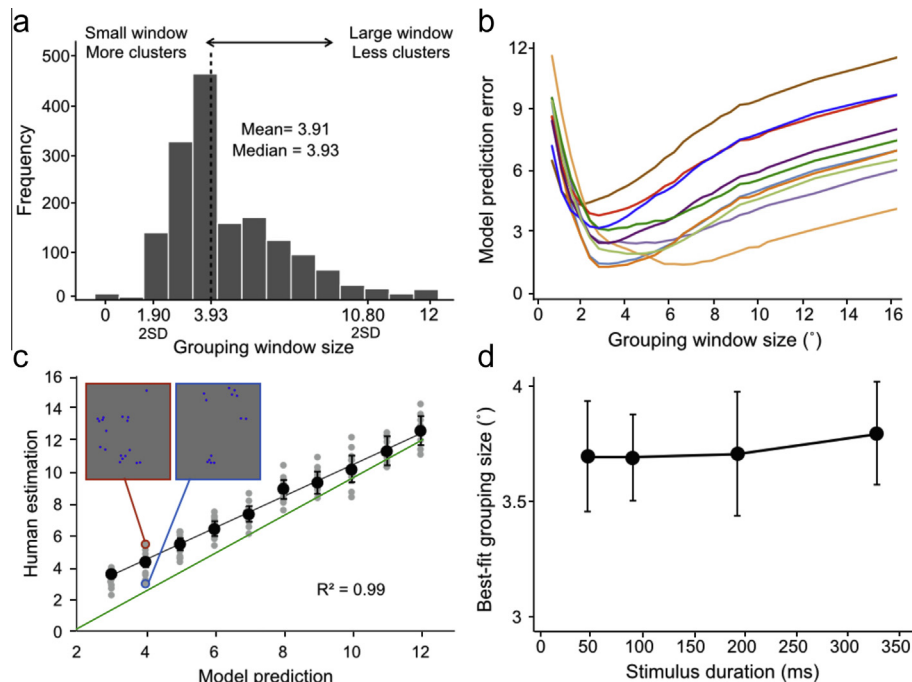 a
Small window
More clusters
Large window
Less clusters
500
400
300
200
100
0
Frequency
Mean= 3.91
Median = 3.93
0
1.90
2SD
3.93
10.80
2SD
12
Grouping window size
b
12
9
6
3
0
Model prediction error
0
2
4
6
8
10
12
14
16
Grouping window size (°)
c
16
14
12
10
8
6
4
2
0
Human estimation
R² = 0.99
2
4
6
8
10
12
Model prediction
d
4
3.5
3
Best-fit grouping size (°)
0
50
100
150
200
250
300
350
Stimulus duration (ms)